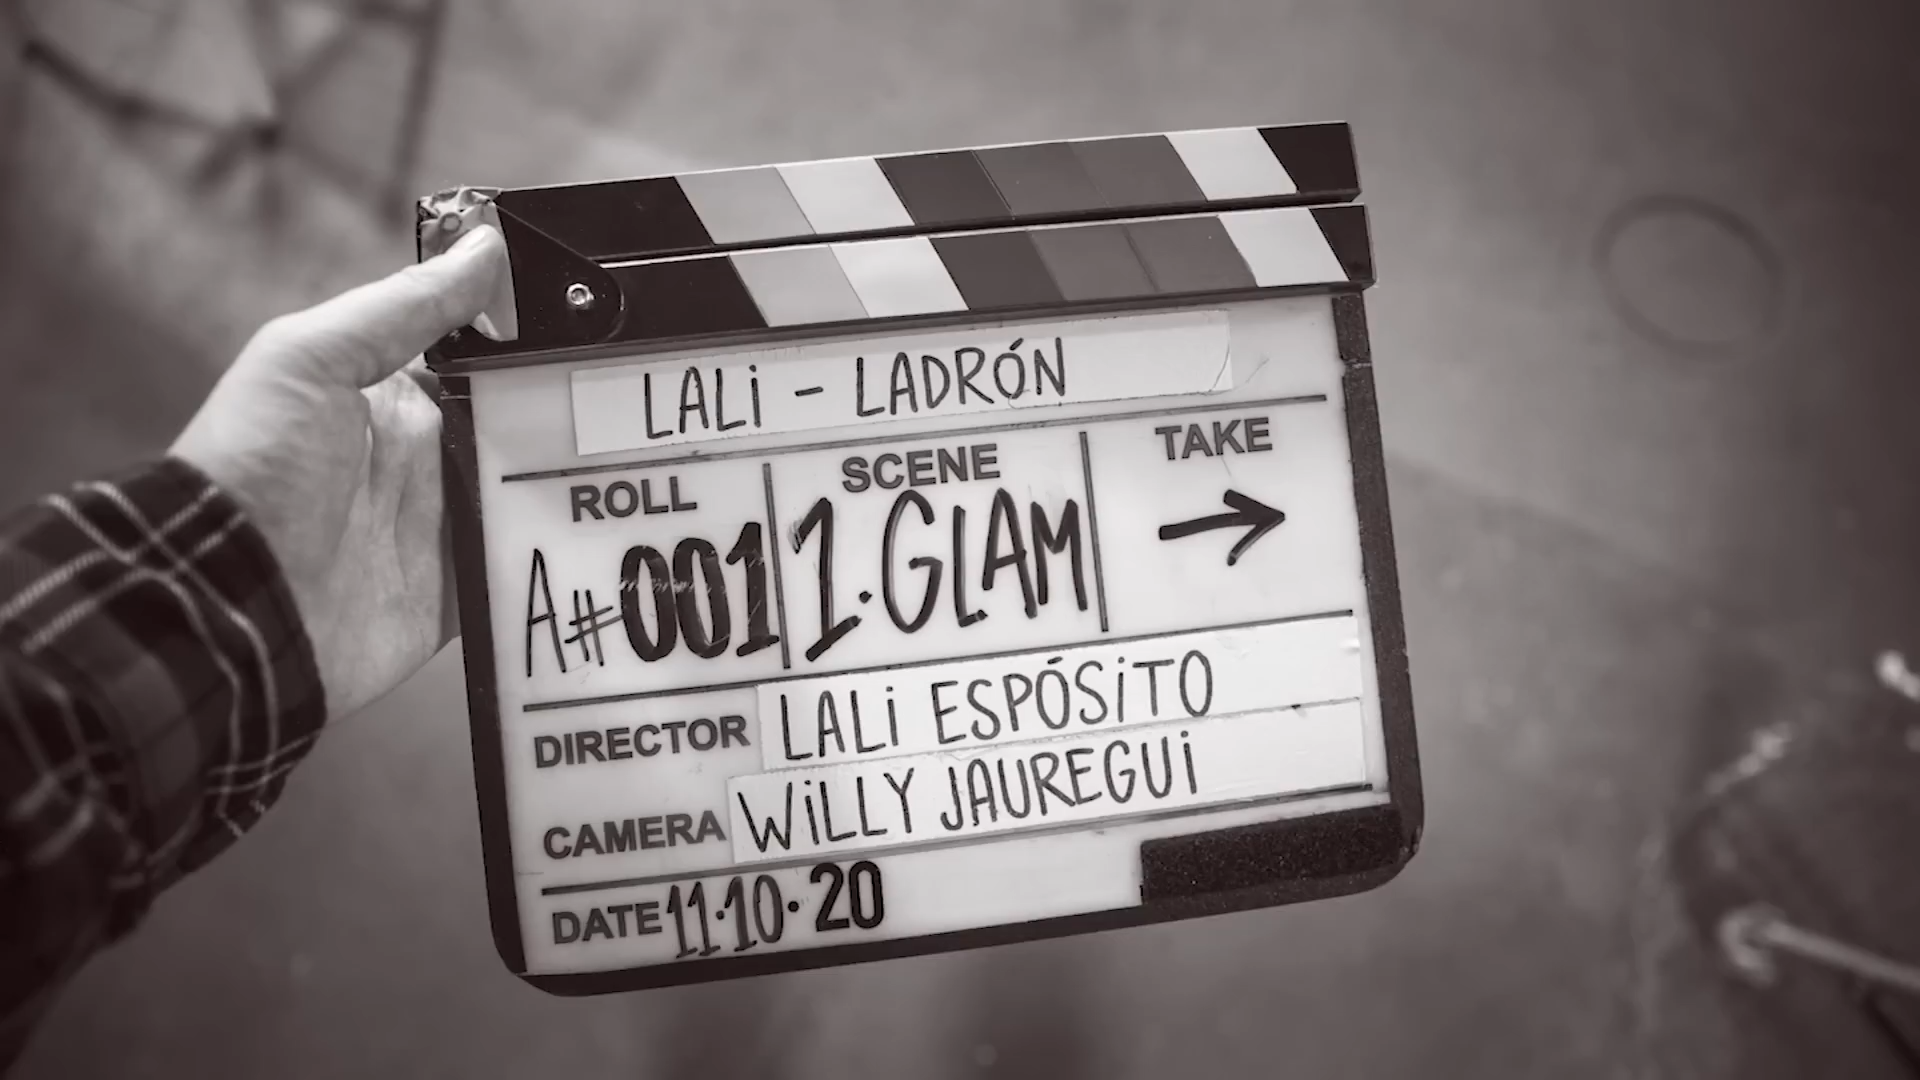 LALi - LADRÓN
ROLL SCENE TAKE
A#001 1.GLAM →
DIRECTOR LALi ESPÓSiTO
CAMERA WiLLY JAUREGUi
DATE 11·10·20